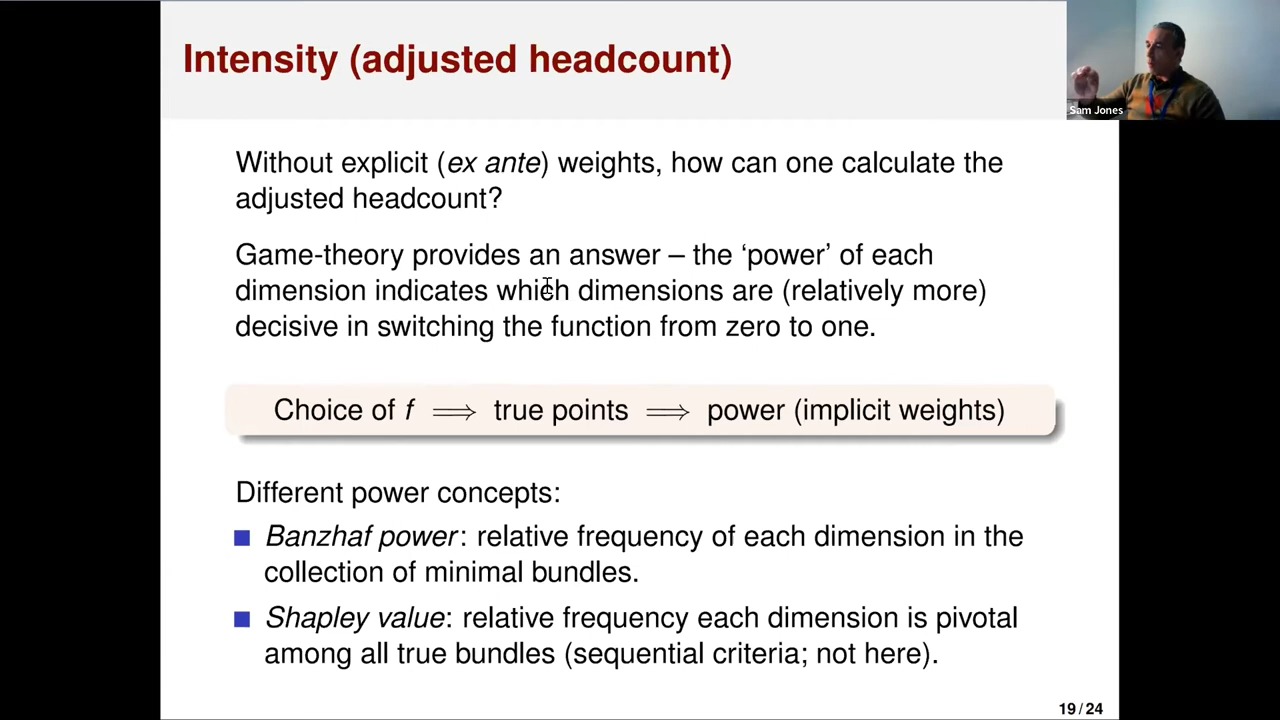 Intensity (adjusted headcount)
Sam Jones
Without explicit (ex ante) weights, how can one calculate the
adjusted headcount?
Game-theory provides an answer – the ‘power’ of each
dimension indicates which dimensions are (relatively more)
decisive in switching the function from zero to one.
Choice of f ⟹ true points ⟹ power (implicit weights)
Different power concepts:
■ Banzhaf power: relative frequency of each dimension in the
collection of minimal bundles.
■ Shapley value: relative frequency each dimension is pivotal
among all true bundles (sequential criteria; not here).
19 / 24